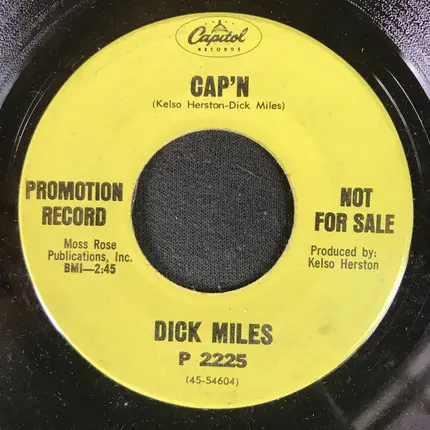 Capitol
RECORDS
CAP'N
(Kelso Herston-Dick Miles)
PROMOTION
RECORD
Moss Rose
Publications, Inc.
BMI—2:45
NOT
FOR SALE
Produced by:
Kelso Herston
DICK MILES
P 2225
(45-54604)